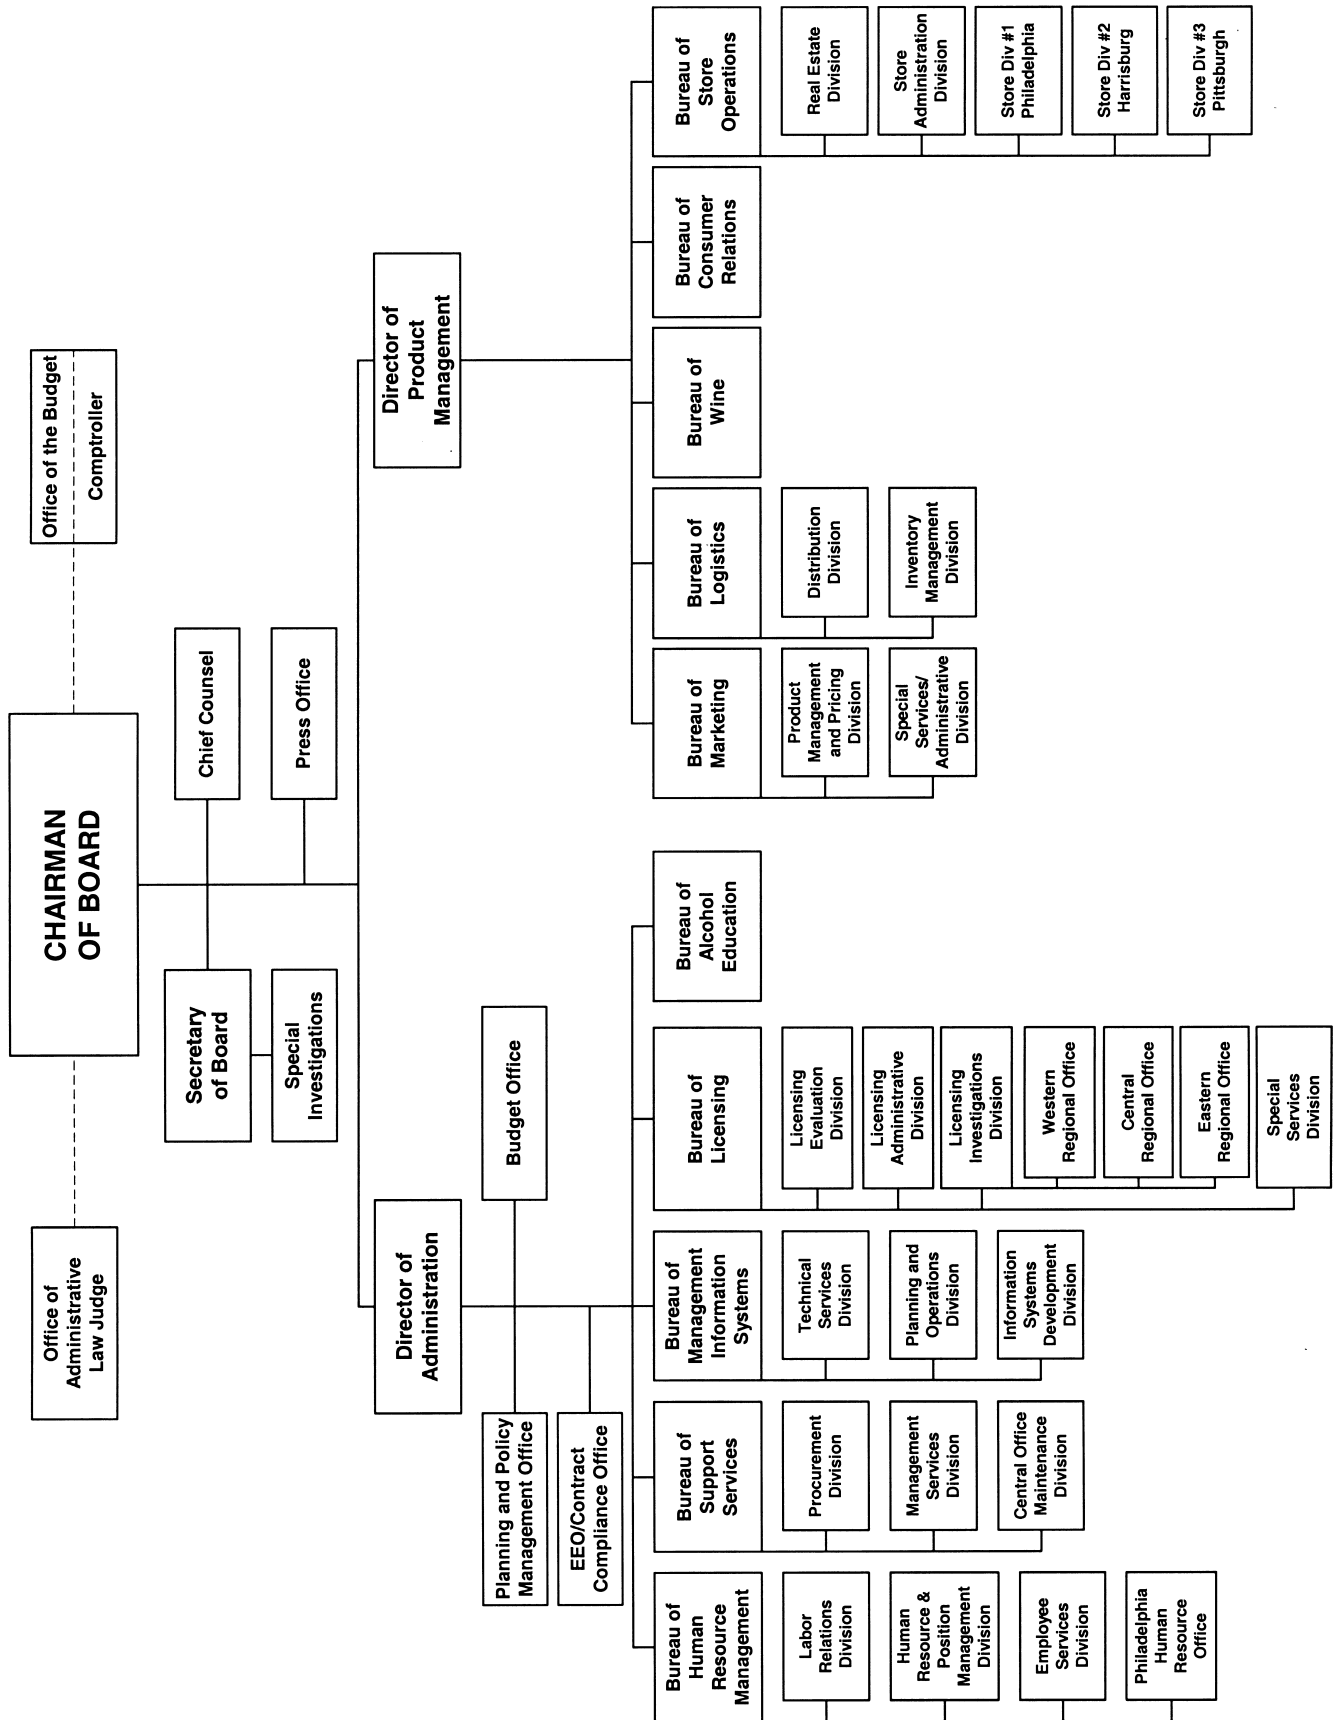 CHAIRMAN
OF BOARD
Office of
Administrative
Law Judge
Office of the Budget
Comptroller
Secretary
of Board
Chief Counsel
Special
Investigations
Press Office
Director of
Administration
Director of
Product
Management
Planning and Policy
Management Office
Budget Office
EEO/Contract
Compliance Office
Bureau of
Human
Resource
Management
Labor
Relations
Division
Human
Resource &
Position
Management
Division
Employee
Services
Division
Philadelphia
Human
Resource
Office
Bureau of
Support
Services
Procurement
Division
Management
Services
Division
Central Office
Maintenance
Division
Bureau of
Management
Information
Systems
Technical
Services
Division
Planning and
Operations
Division
Information
Systems
Development
Division
Bureau of
Licensing
Licensing
Evaluation
Division
Licensing
Administrative
Division
Licensing
Investigations
Division
Western
Regional Office
Central
Regional Office
Eastern
Regional Office
Special
Services
Division
Bureau of
Alcohol
Education
Bureau of
Marketing
Product
Management
and Pricing
Division
Special
Services/
Administrative
Division
Bureau of
Logistics
Distribution
Division
Inventory
Management
Division
Bureau of
Wine
Bureau of
Consumer
Relations
Bureau of
Store
Operations
Real Estate
Division
Store
Administration
Division
Store Div #1
Philadelphia
Store Div #2
Harrisburg
Store Div #3
Pittsburgh